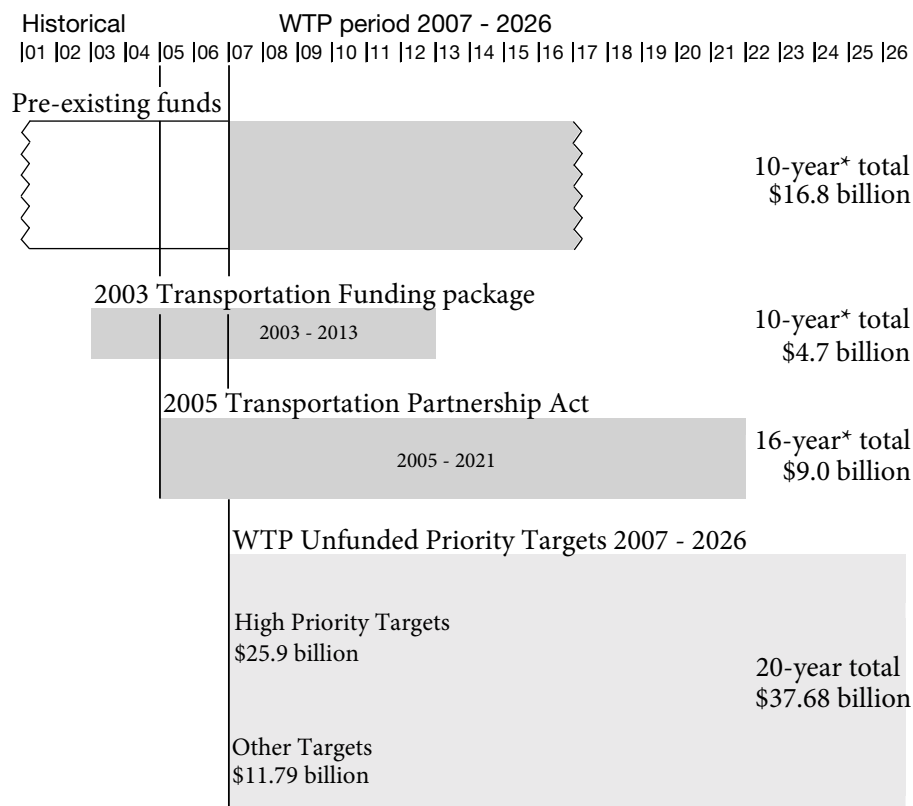 Historical WTP period 2007 - 2026
|01 |02 |03 |04 |05 |06 |07 |08 |09 |10 |11 |12 |13 |14 |15 |16 |17 |18 |19 |20 |21 |22 |23 |24 |25 |26
Pre-existing funds
10-year* total
$16.8 billion
2003 Transportation Funding package
2003 - 2013
10-year* total
$4.7 billion
2005 Transportation Partnership Act
2005 - 2021
16-year* total
$9.0 billion
WTP Unfunded Priority Targets 2007 - 2026
High Priority Targets
$25.9 billion
20-year total
$37.68 billion
Other Targets
$11.79 billion